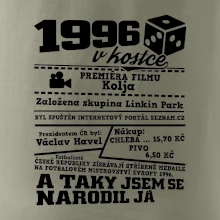 1996
v kostce
PREMIÉRA FILMU
Kolja
Založena skupina Linkin Park
BYL SPUŠTĚN INTERNETOVÝ PORTÁL SEZNAM.CZ
Prezidentem ČR byl:
Václav Havel
Nákup:
CHLEBA ... 15,70 KČ
PIVO
6,50 KČ
Fotbalisté
ČESKÉ REPUBLIKY ZÍSKÁVAJÍ STŘÍBRNÉ MEDAILE
NA FOTBALOVÉM MISTROVSTVÍ EVROPY 1996.
A TAKY JSEM SE
NARODIL JÁ